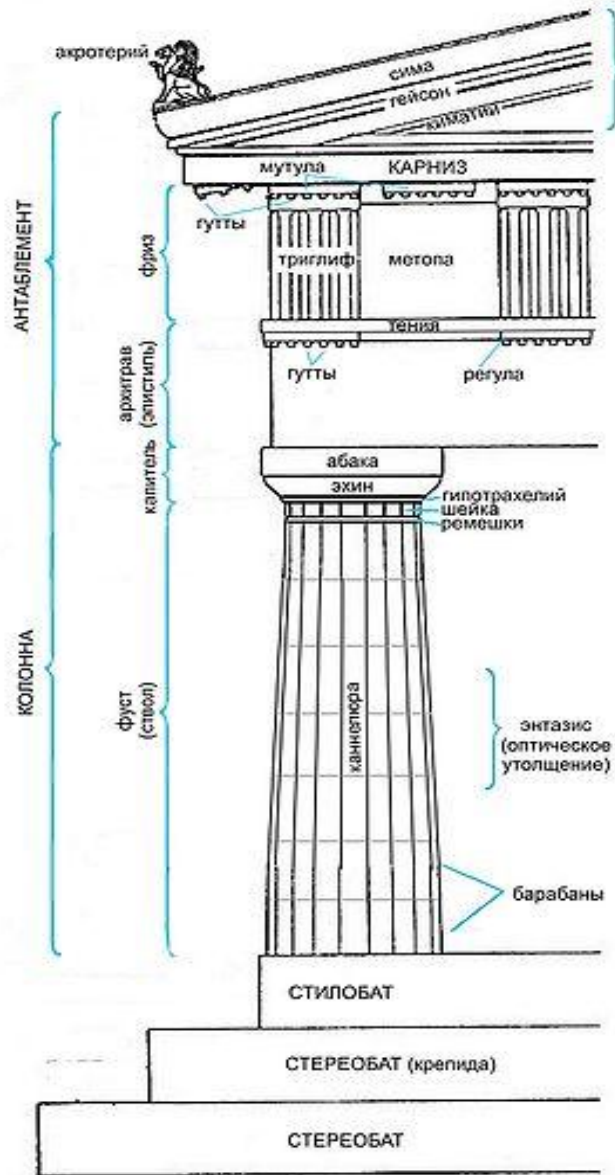 акротерий
сима
гейсон
киматии
КАРНИЗ
мутула
гутты
триглиф
метопа
тения
гутты
регула
АНТАБЛЕМЕНТ
фриз
архитрав
(эпистиль)
капитель
абака
эхин
гипотрахелий
шейка
ремешки
КОЛОННА
фуст
(ствол)
каннелюра
энтазис
(оптическое
утолщение)
барабаны
СТИЛОБАТ
СТЕРЕОБАТ (крепида)
СТЕРЕОБАТ